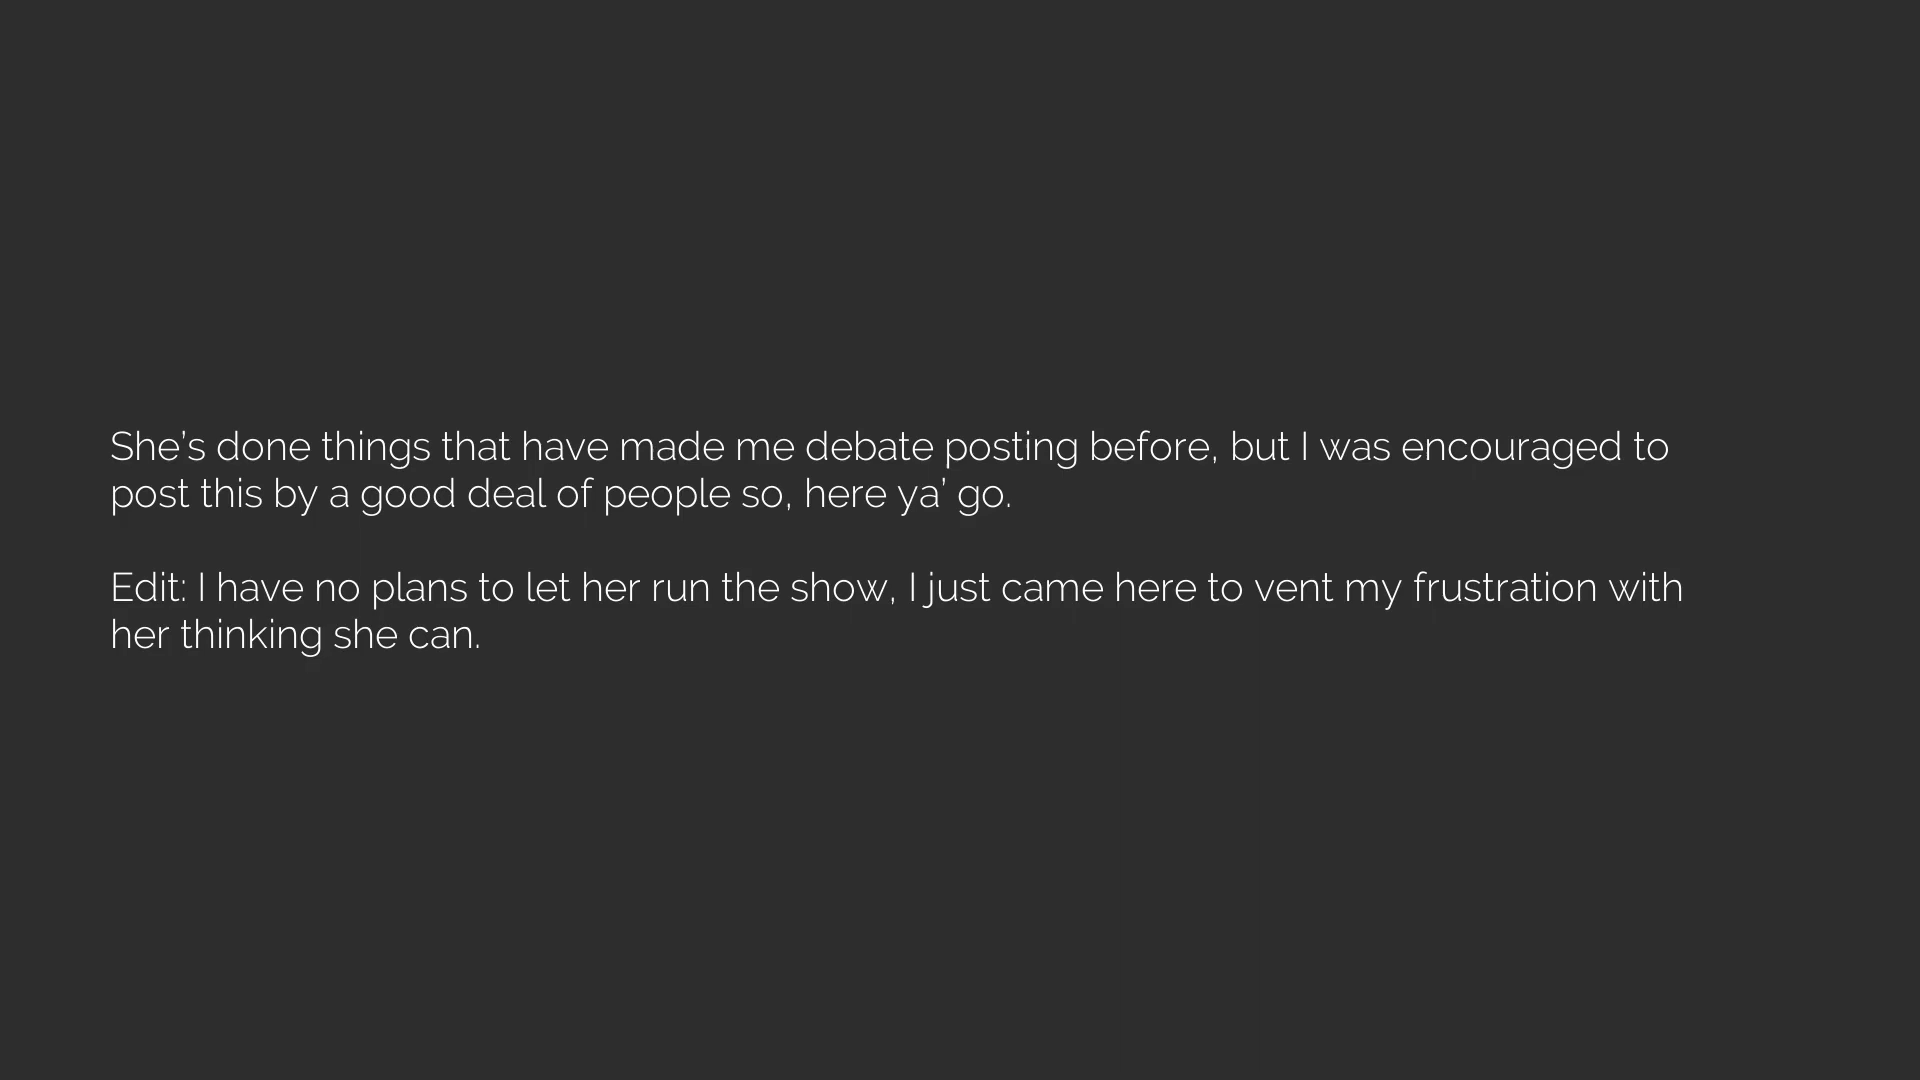 She’s done things that have made me debate posting before, but I was encouraged to
post this by a good deal of people so, here ya’ go.
Edit: I have no plans to let her run the show, I just came here to vent my frustration with
her thinking she can.